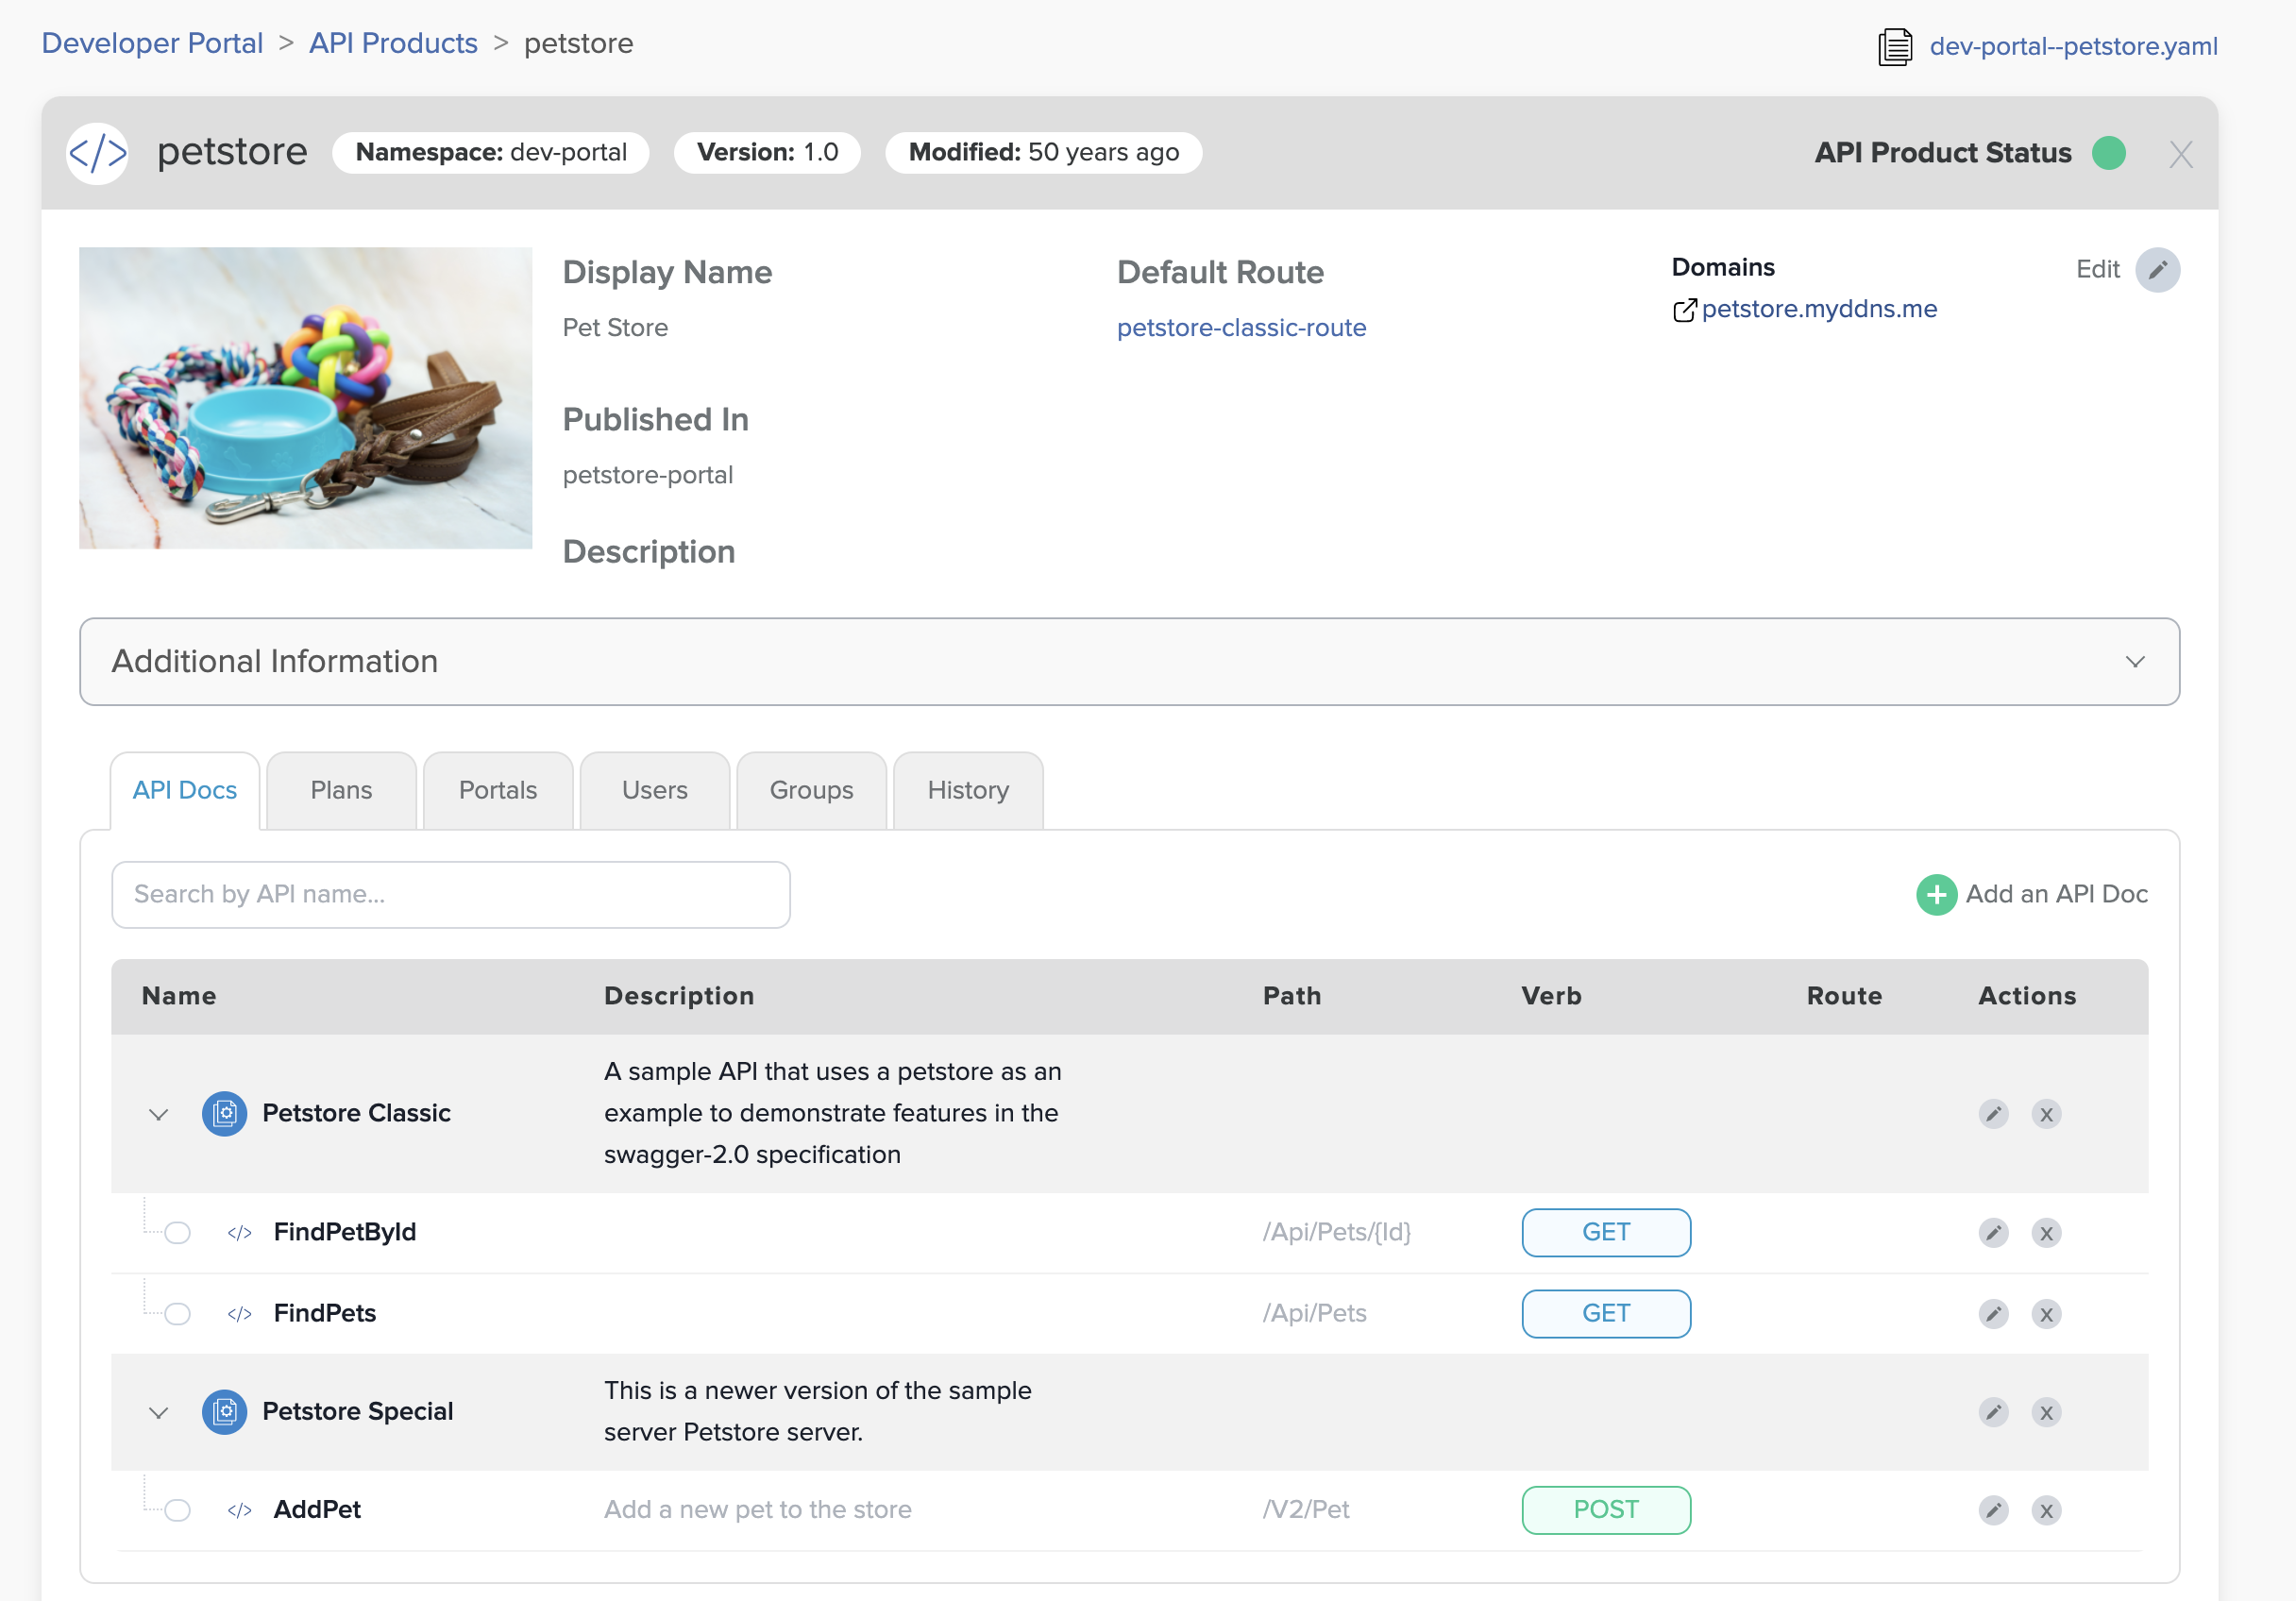 Developer Portal > API Products > petstore
dev-portal--petstore.yaml
</> petstore
Namespace: dev-portal
Version: 1.0
Modified: 50 years ago
API Product Status
X
Display Name
Pet Store
Default Route
petstore-classic-route
Domains
petstore.myddns.me
Edit
Published In
petstore-portal
Description
Additional Information
API Docs
Plans
Portals
Users
Groups
History
Search by API name...
Add an API Doc
Name Description Path Verb Route Actions
Petstore Classic
A sample API that uses a petstore as an
example to demonstrate features in the
swagger-2.0 specification
x
</> FindPetById /Api/Pets/{Id} GET x
</> FindPets /Api/Pets GET x
Petstore Special
This is a newer version of the sample
server Petstore server.
x
</> AddPet Add a new pet to the store /V2/Pet POST x